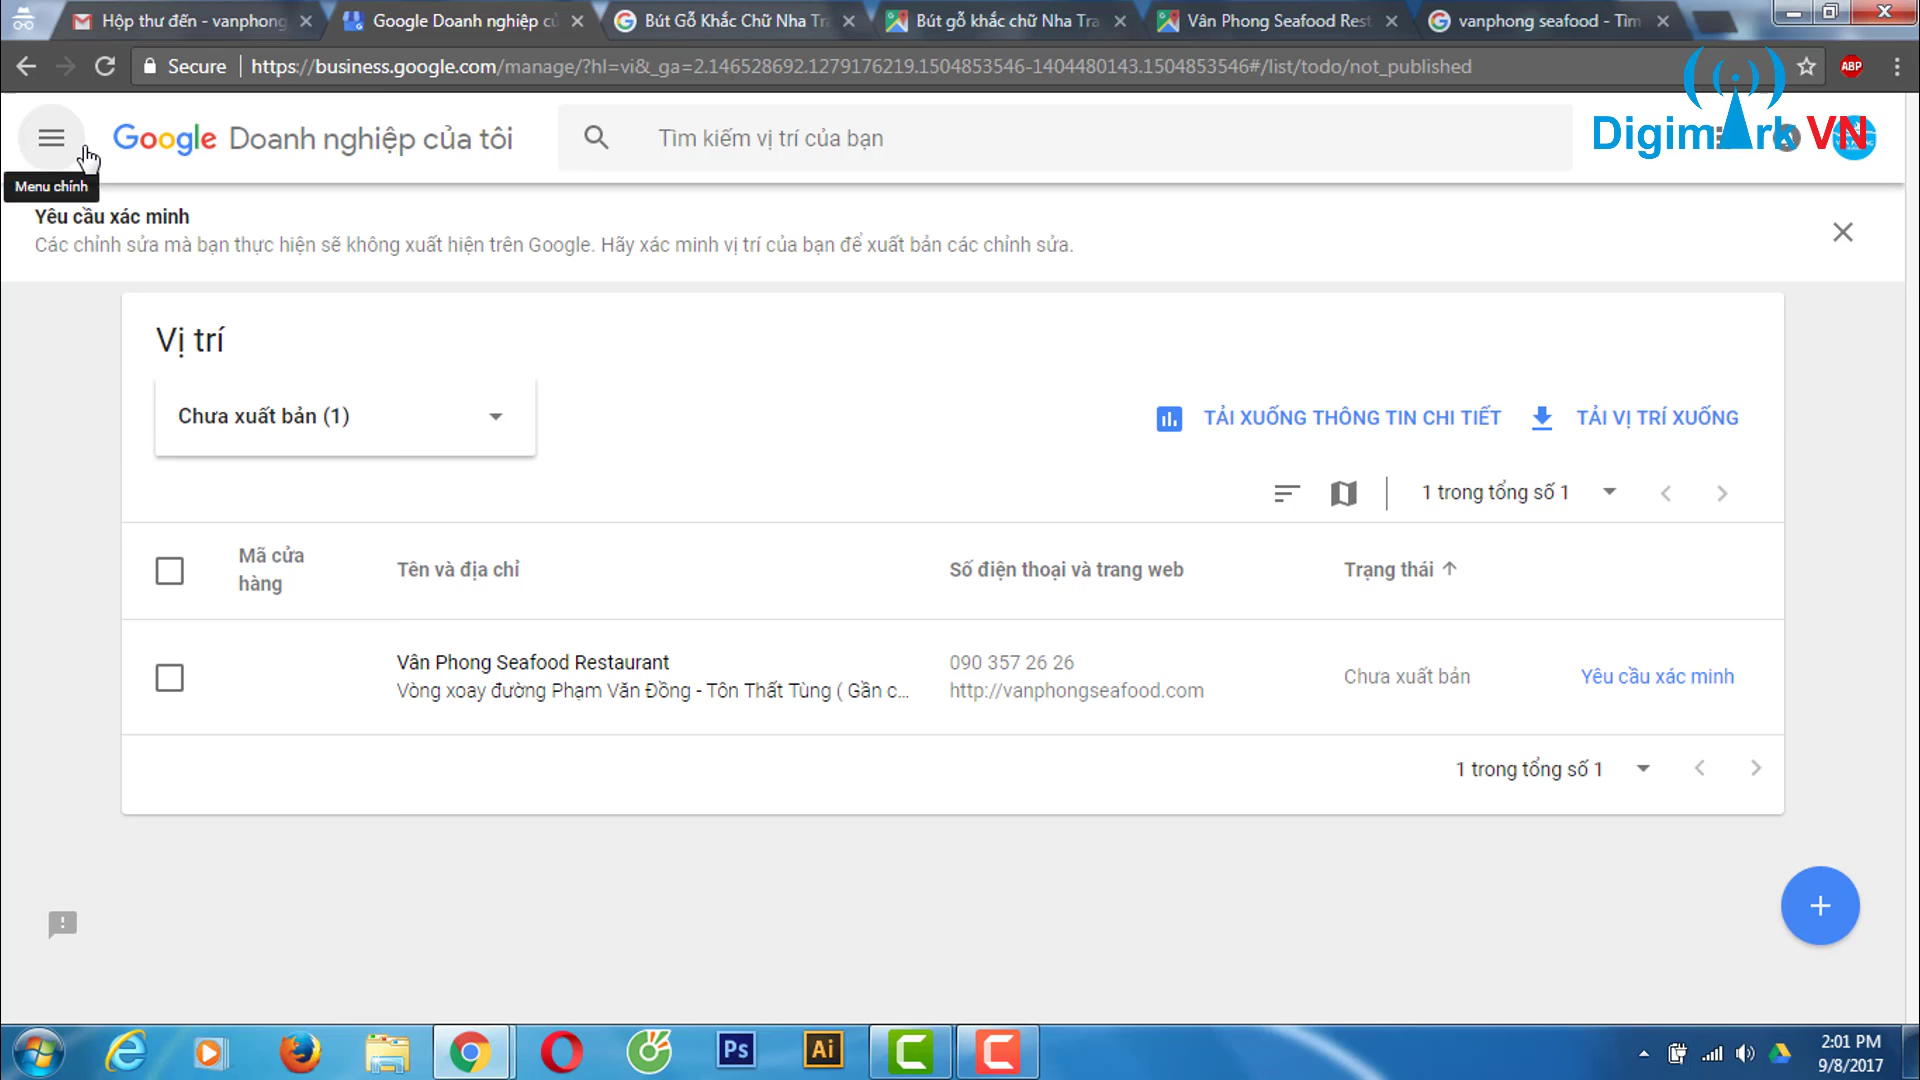 Hộp thư đến - vanphong
Google Doanh nghiệp củ
Bút Gỗ Khắc Chữ Nha Tra
Bút gỗ khắc chữ Nha Tra
Vân Phong Seafood Rest
vanphong seafood - Tìm
Secure
https://business.google.com/manage/?hl=vi&_ga=2.146528692.1279176219.1504853546-1404480143.1504853546#/list/todo/not_published
ABP
Google Doanh nghiệp của tôi
Tìm kiếm vị trí của bạn
DigimArk VN
Menu chính
Yêu cầu xác minh
Các chỉnh sửa mà bạn thực hiện sẽ không xuất hiện trên Google. Hãy xác minh vị trí của bạn để xuất bản các chỉnh sửa.
Vị trí
Chưa xuất bản (1)
TẢI XUỐNG THÔNG TIN CHI TIẾT
TẢI VỊ TRÍ XUỐNG
1 trong tổng số 1
Mã cửa
hàng
Tên và địa chỉ
Số điện thoại và trang web
Trạng thái
Vân Phong Seafood Restaurant
090 357 26 26
Vòng xoay đường Phạm Văn Đồng - Tôn Thất Tùng ( Gần c...
http://vanphongseafood.com
Chưa xuất bản
Yêu cầu xác minh
1 trong tổng số 1
Ps
Ai
2:01 PM
9/8/2017